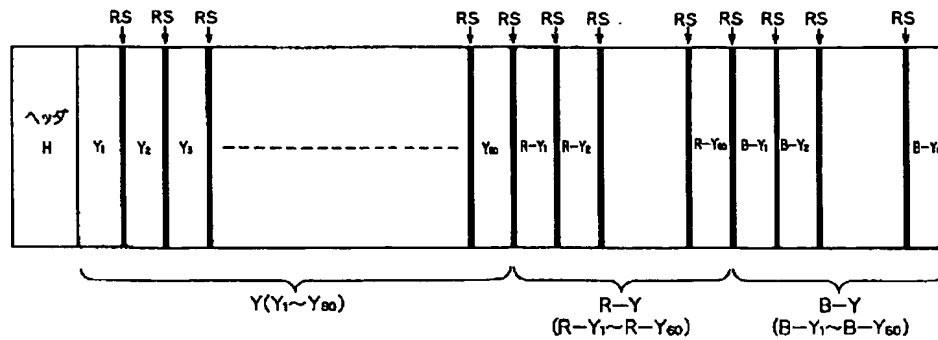 RS RS RS RS RS RS RS RS RS RS RS RS
ヘッダ
H
Y₁ Y₂ Y₃ Y₈₀ R−Y₁ R−Y₂ R−Y₆₀ B−Y₁ B−Y₂ B−Y
Y(Y₁~Y₈₀) R−Y B−Y
(R−Y₁~R−Y₆₀) (B−Y₁~B−Y₆₀)